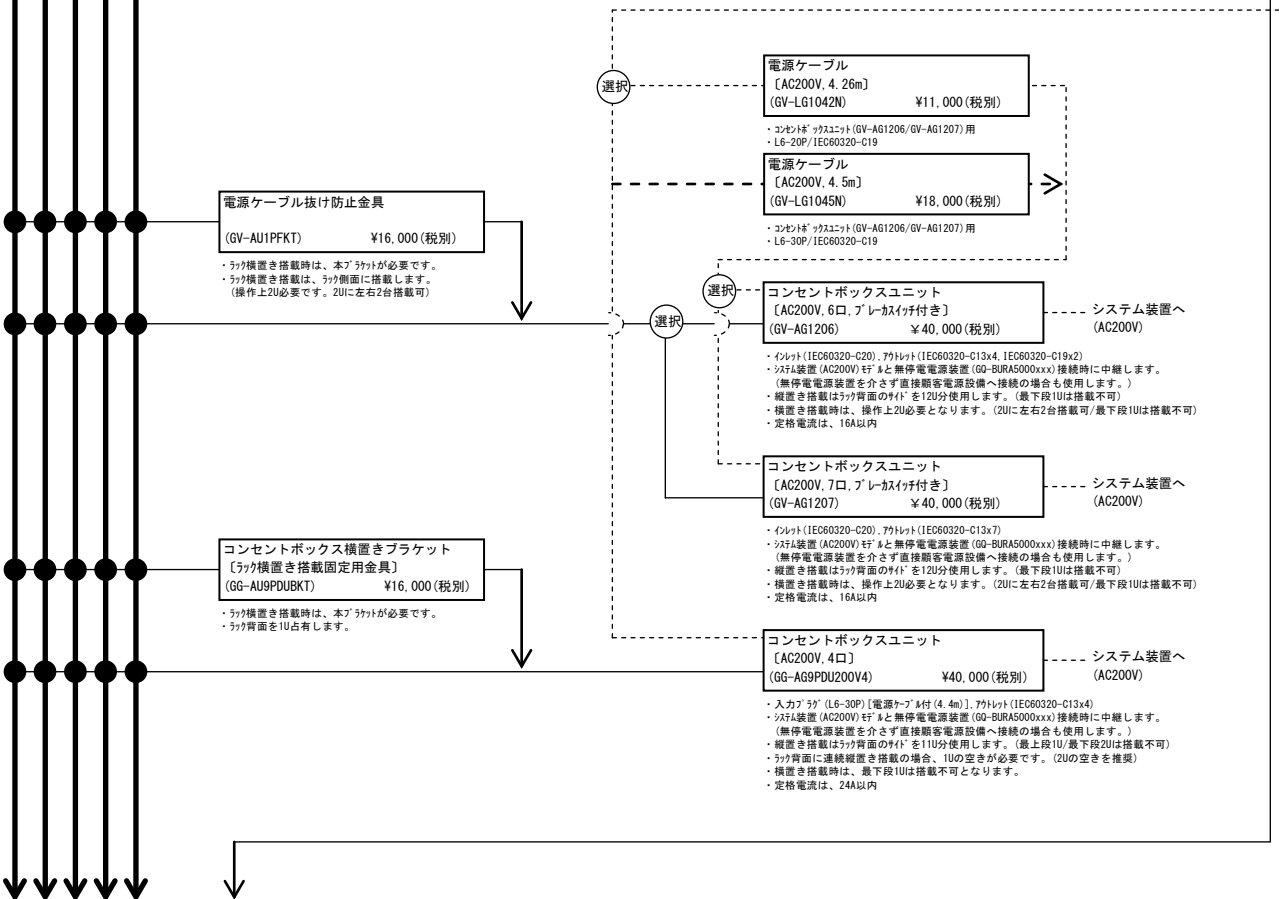 選択
電源ケーブル
〔AC200V, 4.26m〕
(GV-LG1042N) ¥11,000(税別)
・コンセントボックスユニット(GV-AG1206/GV-AG1207)用
・L6-20P/IEC60320-C19
電源ケーブル
〔AC200V, 4.5m〕
(GV-LG1045N) ¥18,000(税別)
・コンセントボックスユニット(GV-AG1206/GV-AG1207)用
・L6-30P/IEC60320-C19
電源ケーブル抜け防止金具
(GV-AU1PFKT) ¥16,000(税別)
・ラック横置き搭載時は、本ブラケットが必要です。
・ラック横置き搭載は、ラック側面に搭載します。
(操作上2U必要です。2Uに左右2台搭載可)
選択
選択
コンセントボックスユニット
〔AC200V, 6口, ブレーカスイッチ付き〕
(GV-AG1206) ¥40,000(税別)
システム装置へ
(AC200V)
・インレット(IEC60320-C20), アウトレット(IEC60320-C13x4, IEC60320-C19x2)
・システム装置(AC200V)モデルと無停電電源装置(GQ-BURA5000xxx)接続時に中継します。
(無停電電源装置を介さず直接顧客電源設備へ接続の場合も使用します。)
・縦置き搭載はラック背面のサイドを12U分使用します。(最下段1Uは搭載不可)
・横置き搭載時は、操作上2U必要となります。(2Uに左右2台搭載可/最下段1Uは搭載不可)
・定格電流は、16A以内
コンセントボックスユニット
〔AC200V, 7口, ブレーカスイッチ付き〕
(GV-AG1207) ¥40,000(税別)
システム装置へ
(AC200V)
・インレット(IEC60320-C20), アウトレット(IEC60320-C13x7)
・システム装置(AC200V)モデルと無停電電源装置(GQ-BURA5000xxx)接続時に中継します。
(無停電電源装置を介さず直接顧客電源設備へ接続の場合も使用します。)
・縦置き搭載はラック背面のサイドを12U分使用します。(最下段1Uは搭載不可)
・横置き搭載時は、操作上2U必要となります。(2Uに左右2台搭載可/最下段1Uは搭載不可)
・定格電流は、16A以内
コンセントボックス横置きブラケット
〔ラック横置き搭載固定用金具〕
(GG-AU9PDUBKT) ¥16,000(税別)
・ラック横置き搭載時は、本ブラケットが必要です。
・ラック背面を1U占有します。
コンセントボックスユニット
〔AC200V, 4口〕
(GG-AG9PDU200V4) ¥40,000(税別)
システム装置へ
(AC200V)
・入力プラグ(L6-30P)[電源ケーブル付(4.4m)], アウトレット(IEC60320-C13x4)
・システム装置(AC200V)モデルと無停電電源装置(GQ-BURA5000xxx)接続時に中継します。
(無停電電源装置を介さず直接顧客電源設備へ接続の場合も使用します。)
・縦置き搭載はラック背面のサイドを11U分使用します。(最上段1U/最下段2Uは搭載不可)
・ラック背面に連続縦置き搭載の場合、1Uの空きが必要です。(2Uの空きを推奨)
・横置き搭載時は、最下段1Uは搭載不可となります。
・定格電流は、24A以内